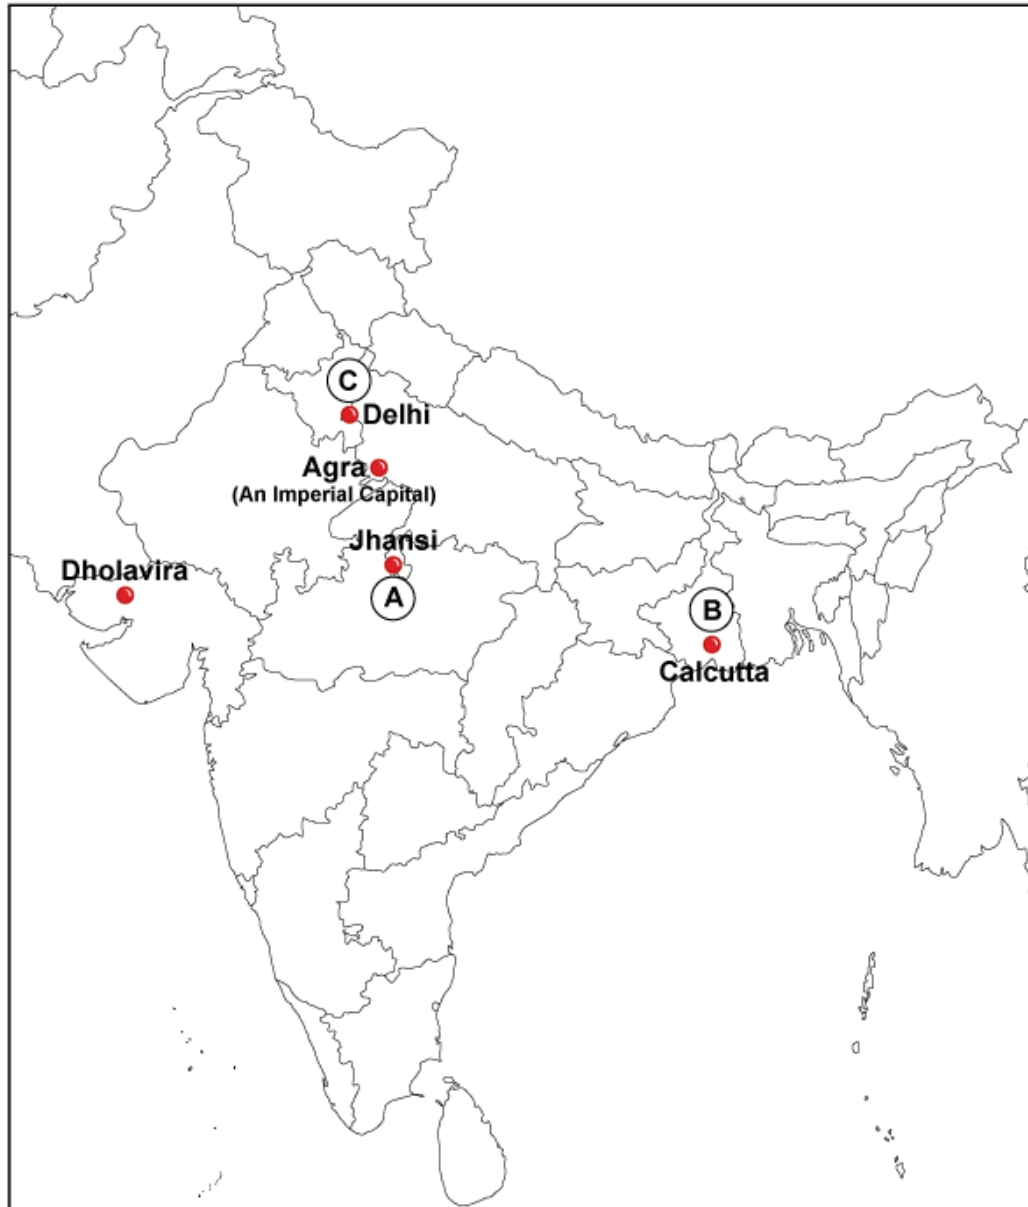 C
Delhi
Agra
(An Imperial Capital)
Jhansi
Dholavira
A
B
Calcutta